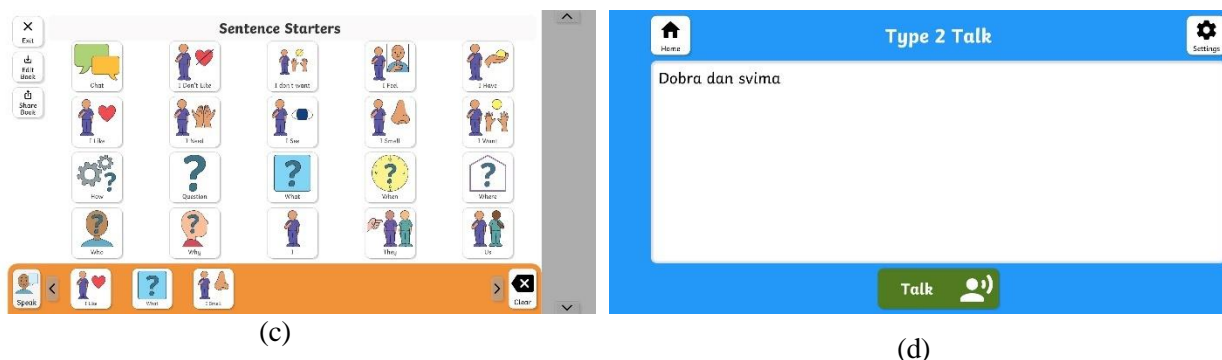 Exit
Edit Book
Share Book
Sentence Starters
Chat
I Don't Like
I don't want
I Feel
I Have
I Like
I Need
I See
I Smell
I Want
How
Question
What
When
Where
Who
Why
I
They
Us
Speak
I Like
What
I Smell
Clear
(c)
Home
Type 2 Talk
Settings
Dobra dan svima
Talk
(d)